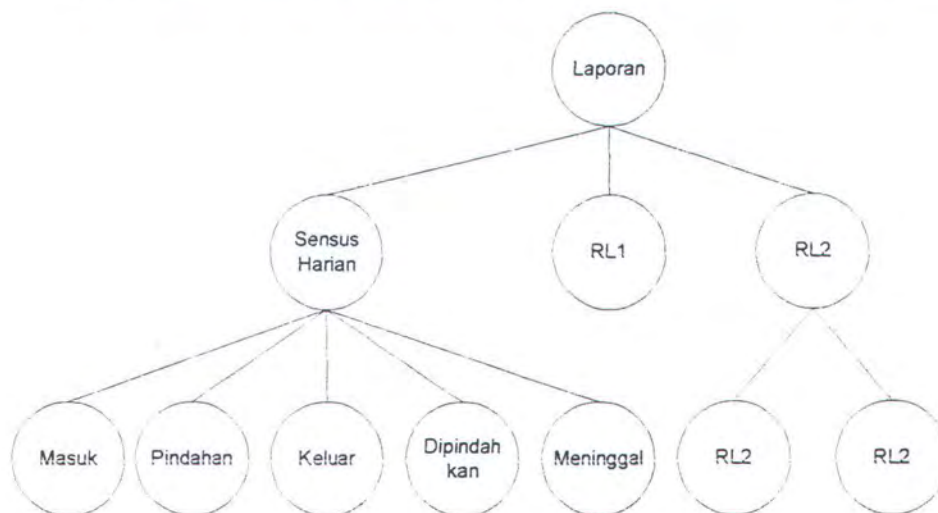 Laporan
Sensus
Harian
RL1
RL2
Masuk
Pindahan
Keluar
Dipindah
kan
Meninggal
RL2
RL2